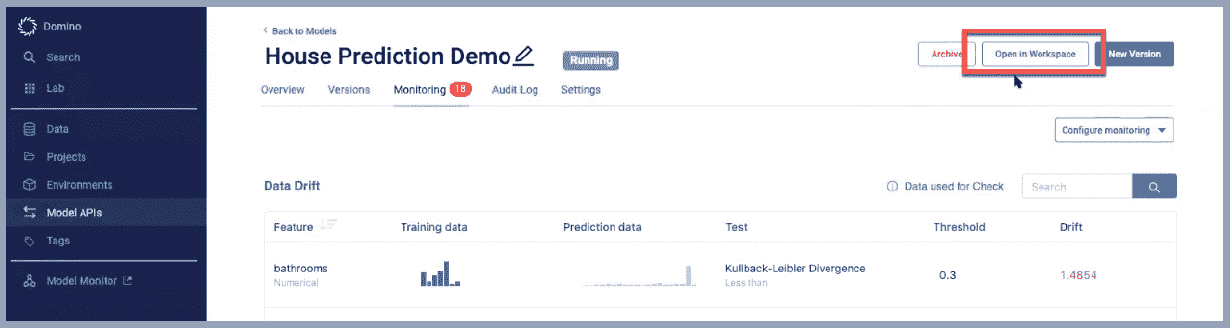 Domino
Search
Lab
Data
Projects
Environments
Model APIs
Tags
Model Monitor
Back to Models
House Prediction Demo
Running
Archive
Open in Workspace
New Version
Overview
Versions
Monitoring 18
Audit Log
Settings
Configure monitoring
Data Drift
Data used for Check
Search
Feature Training data Prediction data Test Threshold Drift
bathrooms Kullback-Leibler Divergence 0.3 1.4854
Numerical Less than